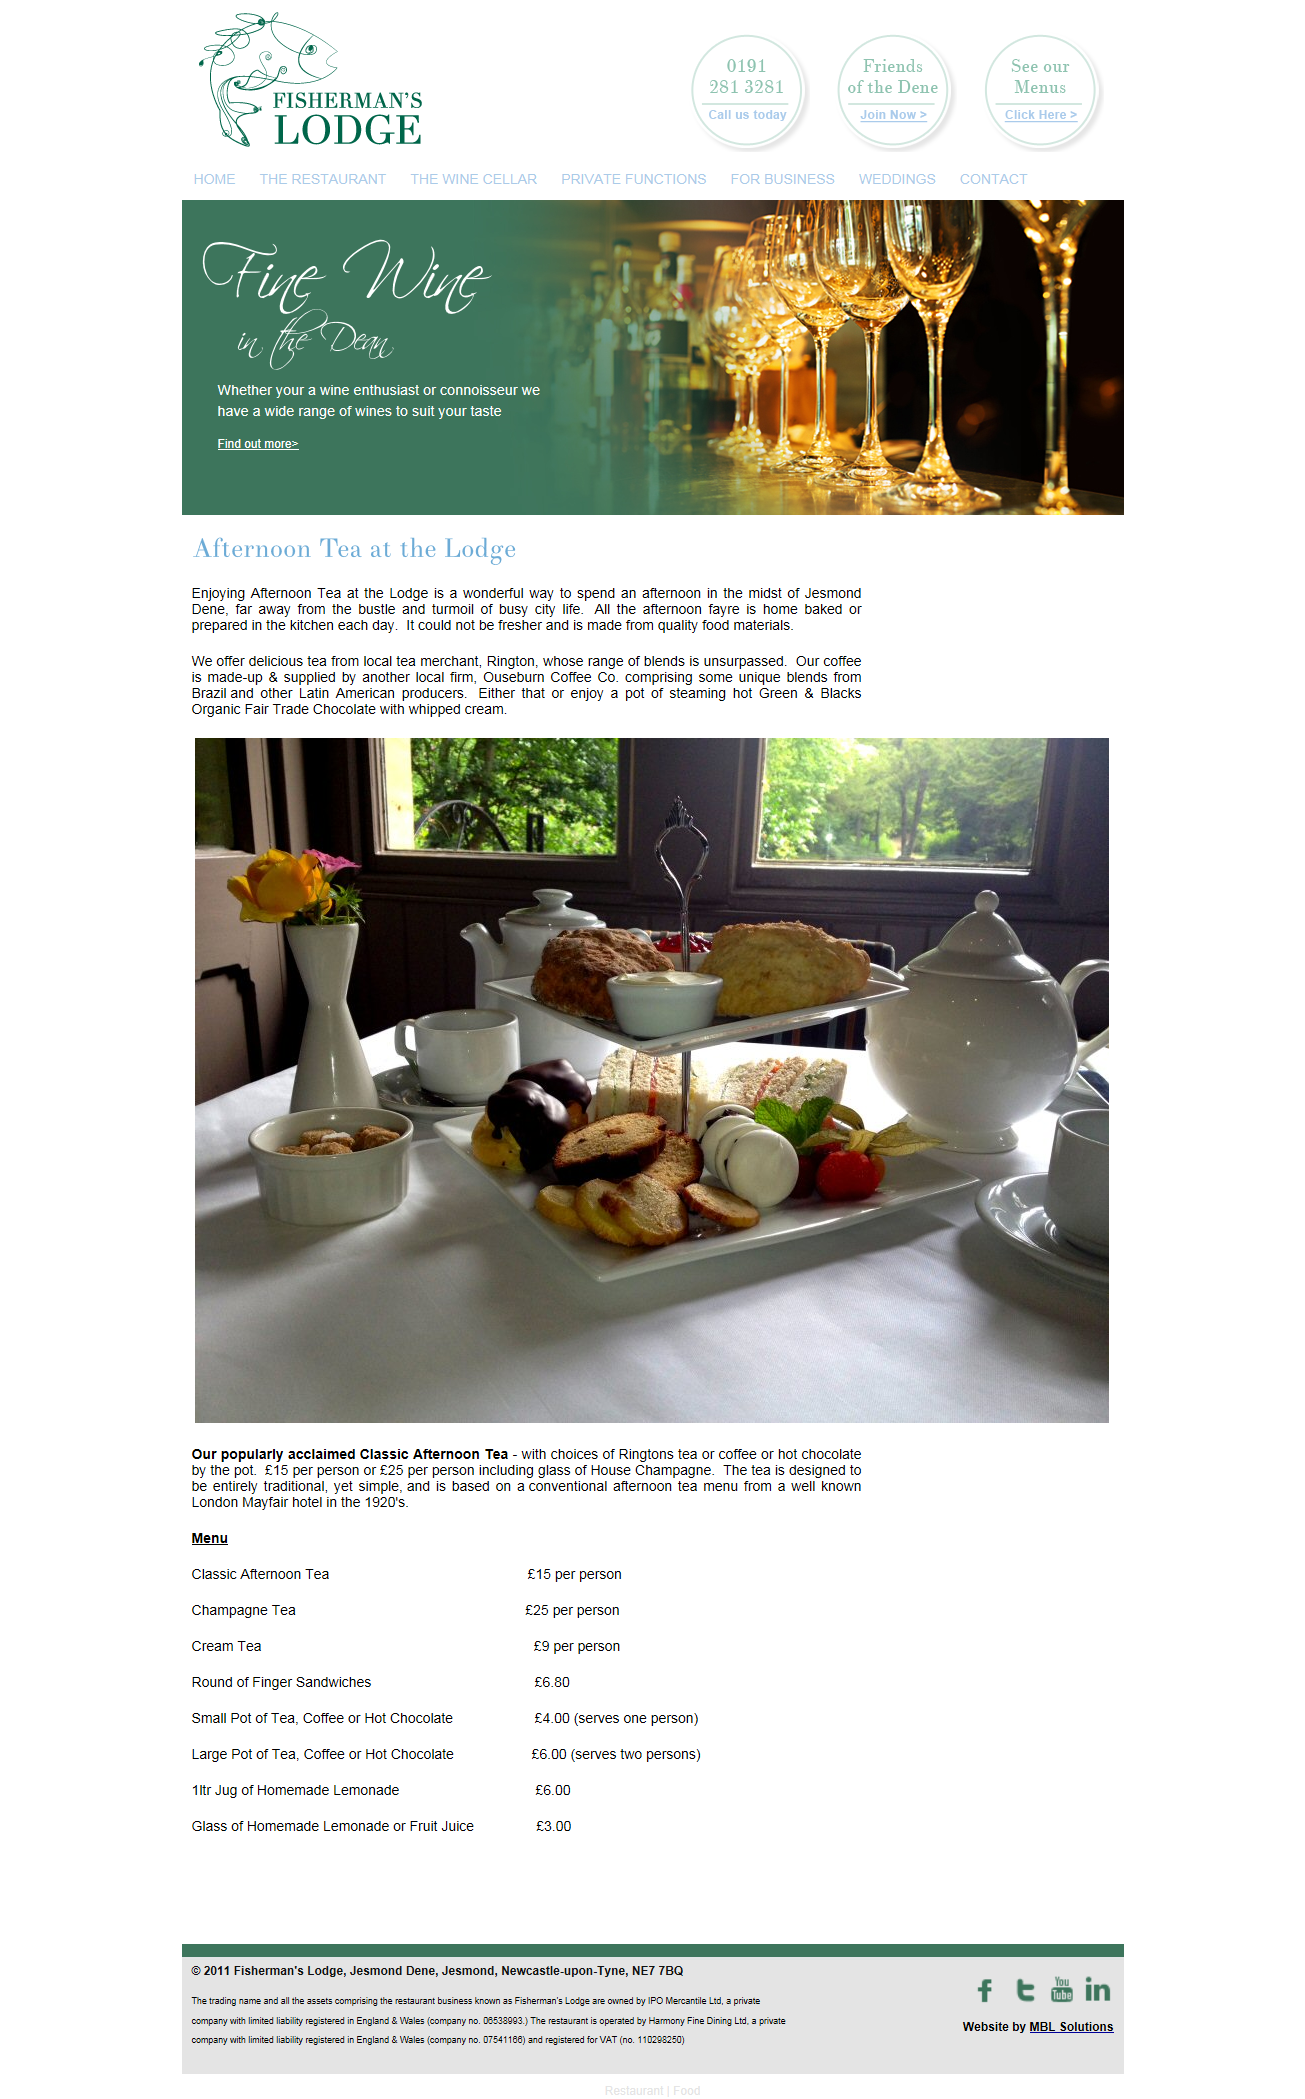 FISHERMAN'S
LODGE
0191
281 3281
Call us today
Friends
of the Dene
Join Now >
See our
Menus
Click Here >
HOME THE RESTAURANT THE WINE CELLAR PRIVATE FUNCTIONS FOR BUSINESS WEDDINGS CONTACT
Fine Wine
in the Dean
Whether your a wine enthusiast or connoisseur we
have a wide range of wines to suit your taste
Find out more>
Afternoon Tea at the Lodge
Enjoying Afternoon Tea at the Lodge is a wonderful way to spend an afternoon in the midst of Jesmond
Dene, far away from the bustle and turmoil of busy city life. All the afternoon fayre is home baked or
prepared in the kitchen each day. It could not be fresher and is made from quality food materials.
We offer delicious tea from local tea merchant, Rington, whose range of blends is unsurpassed. Our coffee
is made-up & supplied by another local firm, Ouseburn Coffee Co. comprising some unique blends from
Brazil and other Latin American producers. Either that or enjoy a pot of steaming hot Green & Blacks
Organic Fair Trade Chocolate with whipped cream.
Our popularly acclaimed Classic Afternoon Tea - with choices of Ringtons tea or coffee or hot chocolate
by the pot. £15 per person or £25 per person including glass of House Champagne. The tea is designed to
be entirely traditional, yet simple, and is based on a conventional afternoon tea menu from a well known
London Mayfair hotel in the 1920's.
Menu
Classic Afternoon Tea £15 per person
Champagne Tea £25 per person
Cream Tea £9 per person
Round of Finger Sandwiches £6.80
Small Pot of Tea, Coffee or Hot Chocolate £4.00 (serves one person)
Large Pot of Tea, Coffee or Hot Chocolate £6.00 (serves two persons)
1ltr Jug of Homemade Lemonade £6.00
Glass of Homemade Lemonade or Fruit Juice £3.00
© 2011 Fisherman's Lodge, Jesmond Dene, Jesmond, Newcastle-upon-Tyne, NE7 7BQ
The trading name and all the assets comprising the restaurant business known as Fisherman's Lodge are owned by IPO Mercantile Ltd, a private
company with limited liability registered in England & Wales (company no. 06538993.) The restaurant is operated by Harmony Fine Dining Ltd, a private
company with limited liability registered in England & Wales (company no. 07541166) and registered for VAT (no. 110298250)
f t You Tube in
Website by MBL Solutions
Restaurant | Food